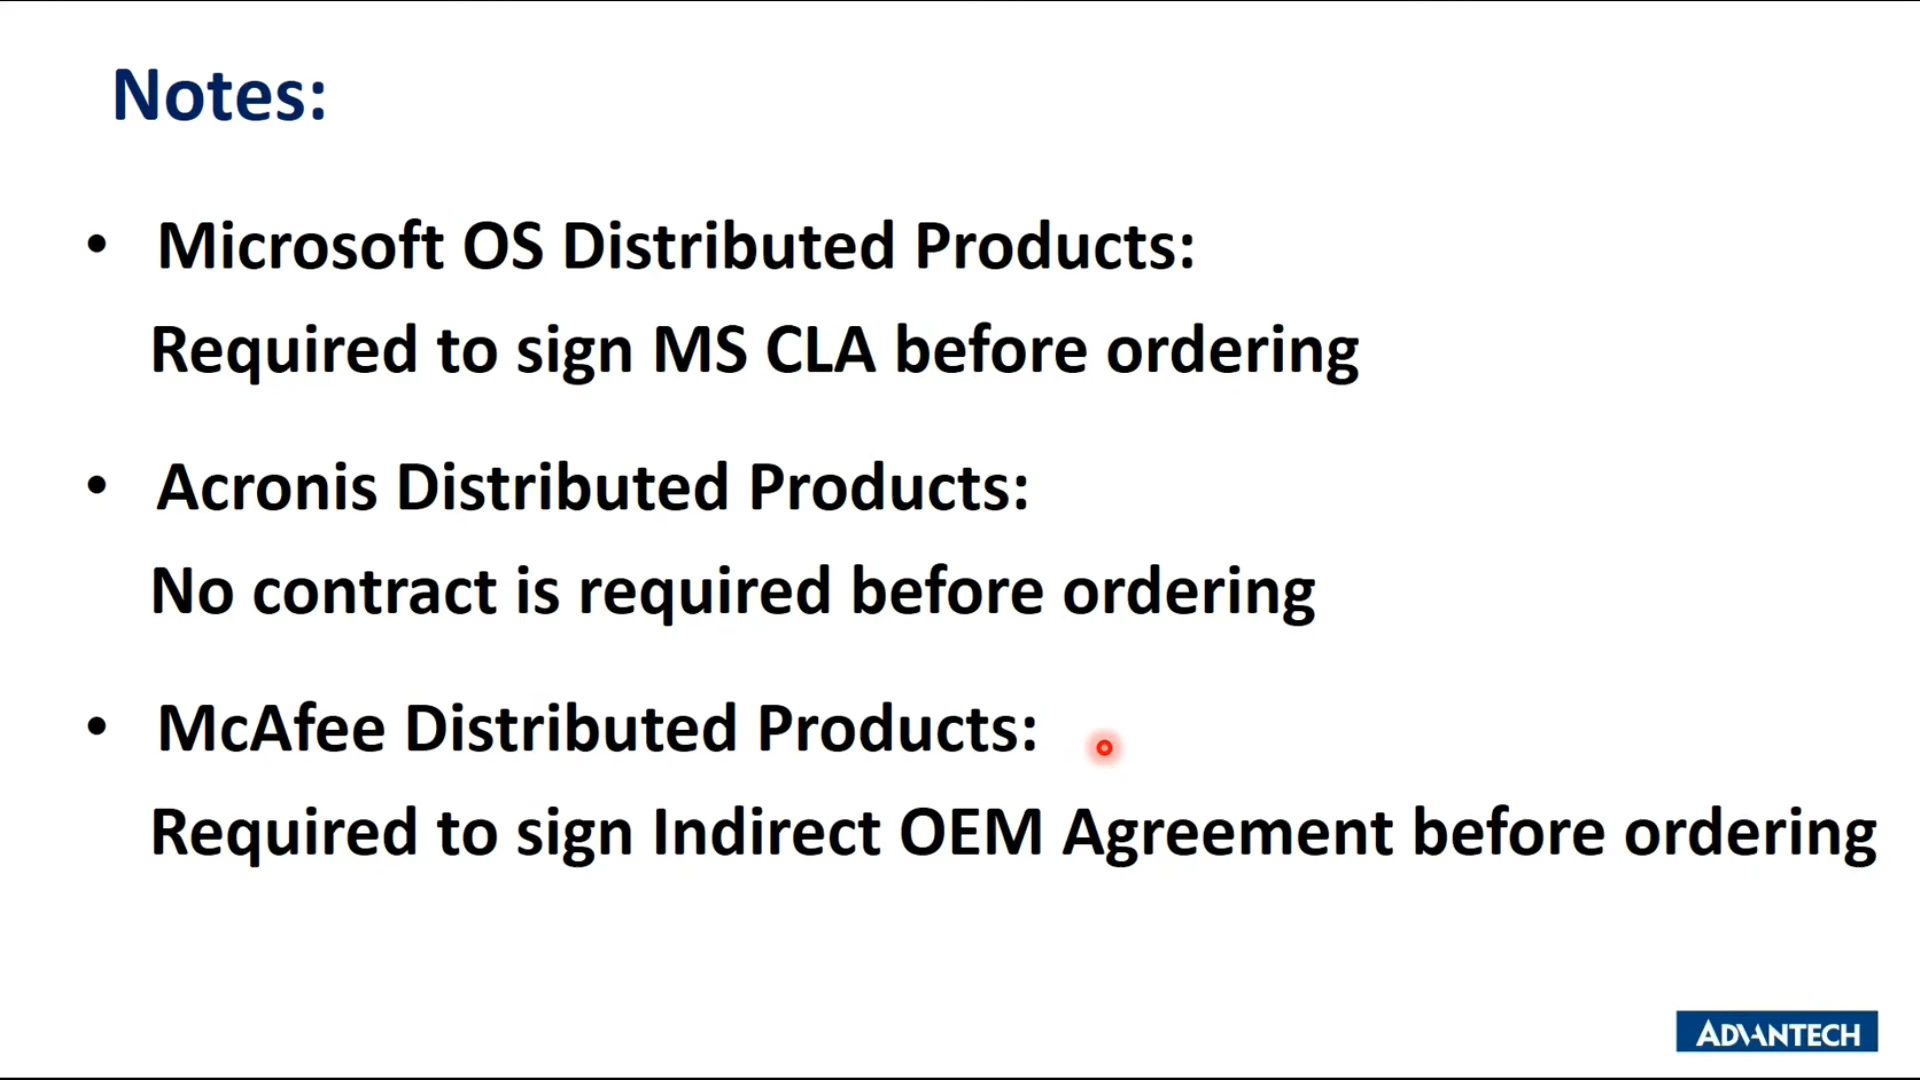 Notes:
• Microsoft OS Distributed Products:
Required to sign MS CLA before ordering
• Acronis Distributed Products:
No contract is required before ordering
• McAfee Distributed Products:
Required to sign Indirect OEM Agreement before ordering
ADVANTECH